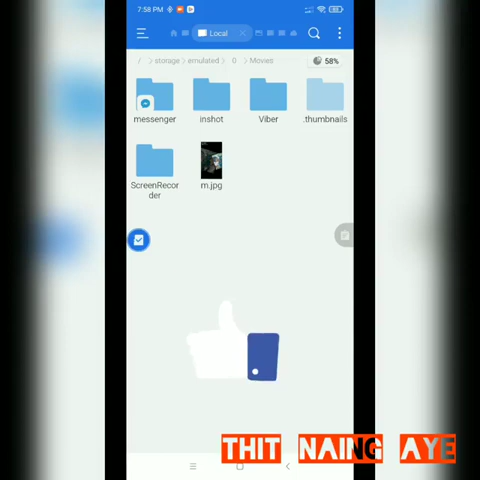 7:58 PM
Local
/ storage emulated 0 Movies
58%
messenger inshot Viber .thumbnails
ScreenRecor
der
m.jpg
THIT NAING AYE